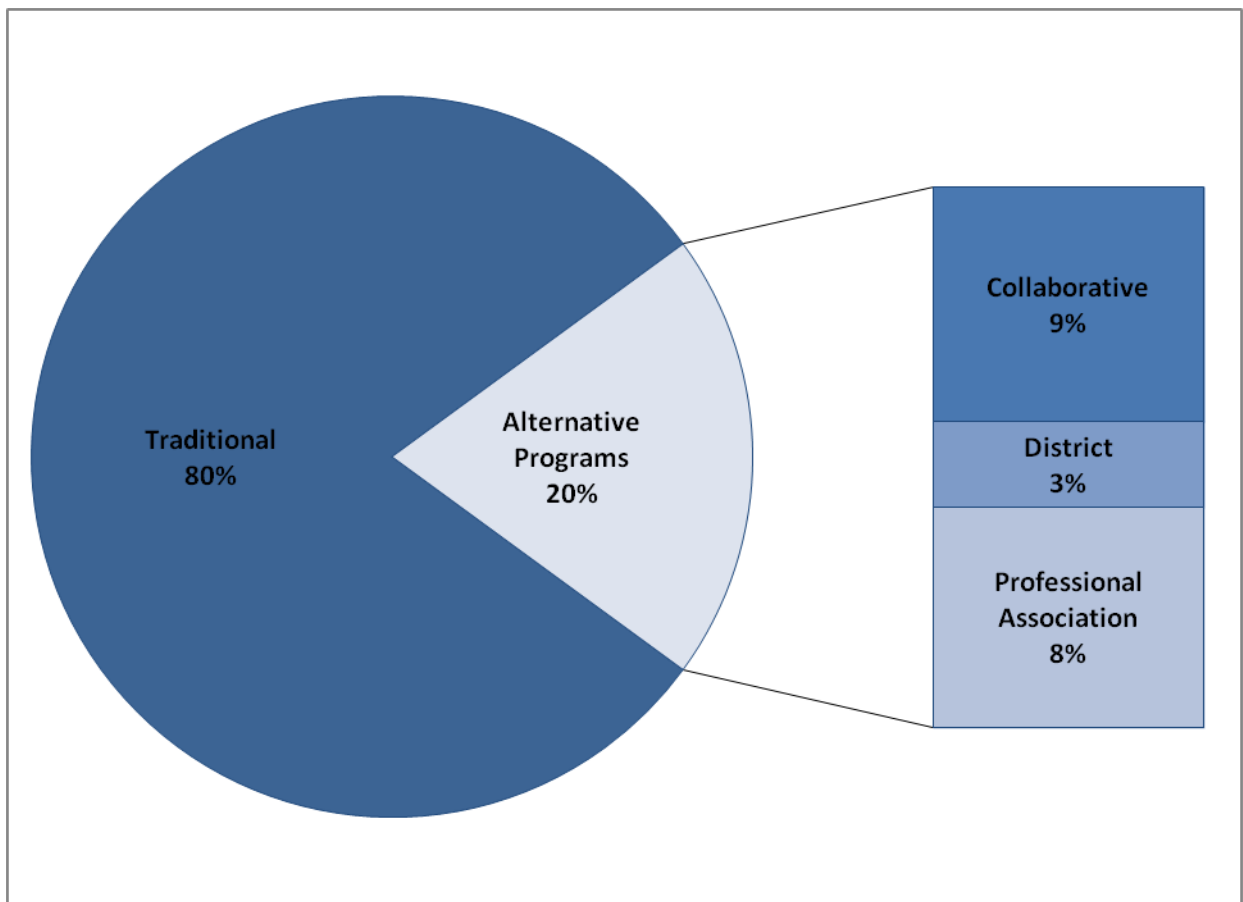 Traditional
80%
Alternative
Programs
20%
Collaborative
9%
District
3%
Professional
Association
8%